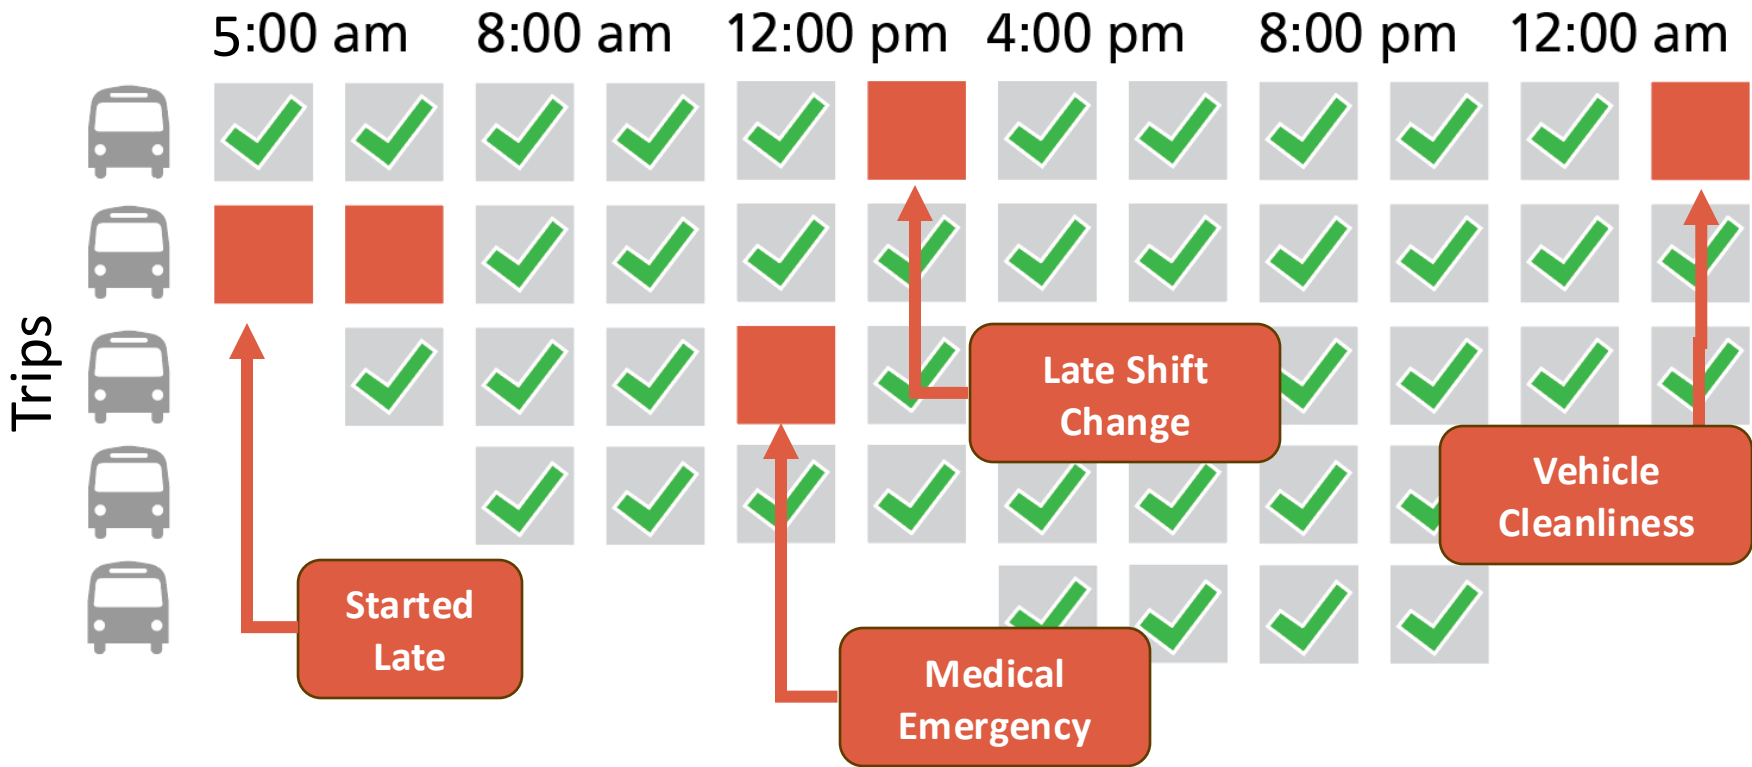 5:00 am 8:00 am 12:00 pm 4:00 pm 8:00 pm 12:00 am
Trips
Late Shift
Change
Vehicle
Cleanliness
Started
Late
Medical
Emergency